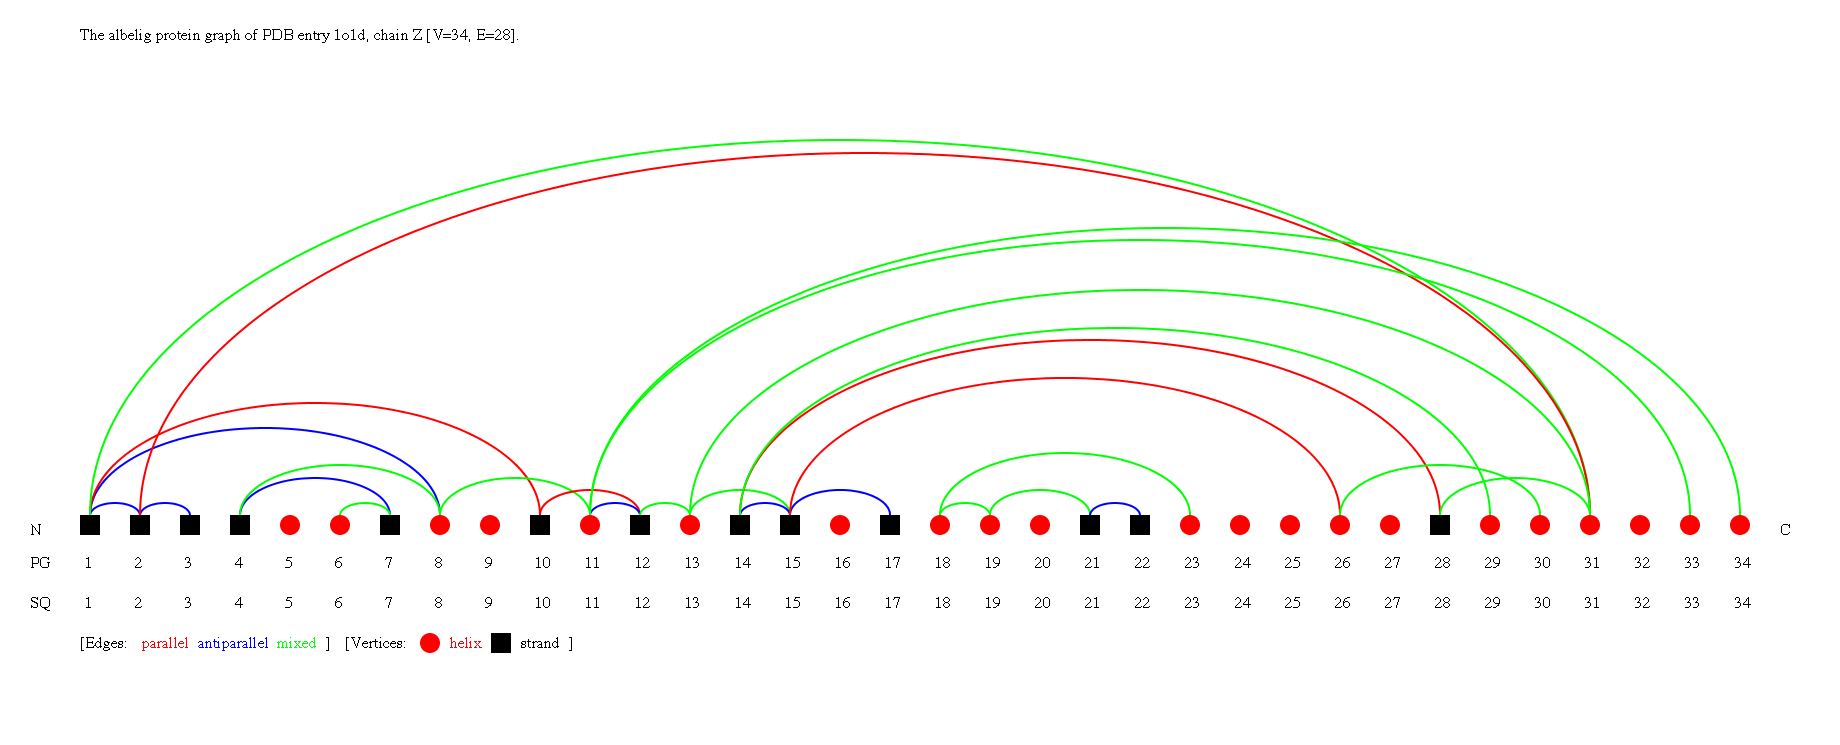 The albelig protein graph of PDB entry 1o1d, chain Z [V=34, E=28].
N C
PG 1 2 3 4 5 6 7 8 9 10 11 12 13 14 15 16 17 18 19 20 21 22 23 24 25 26 27 28 29 30 31 32 33 34
SQ 1 2 3 4 5 6 7 8 9 10 11 12 13 14 15 16 17 18 19 20 21 22 23 24 25 26 27 28 29 30 31 32 33 34
[Edges: parallel antiparallel mixed ] [Vertices: helix strand ]